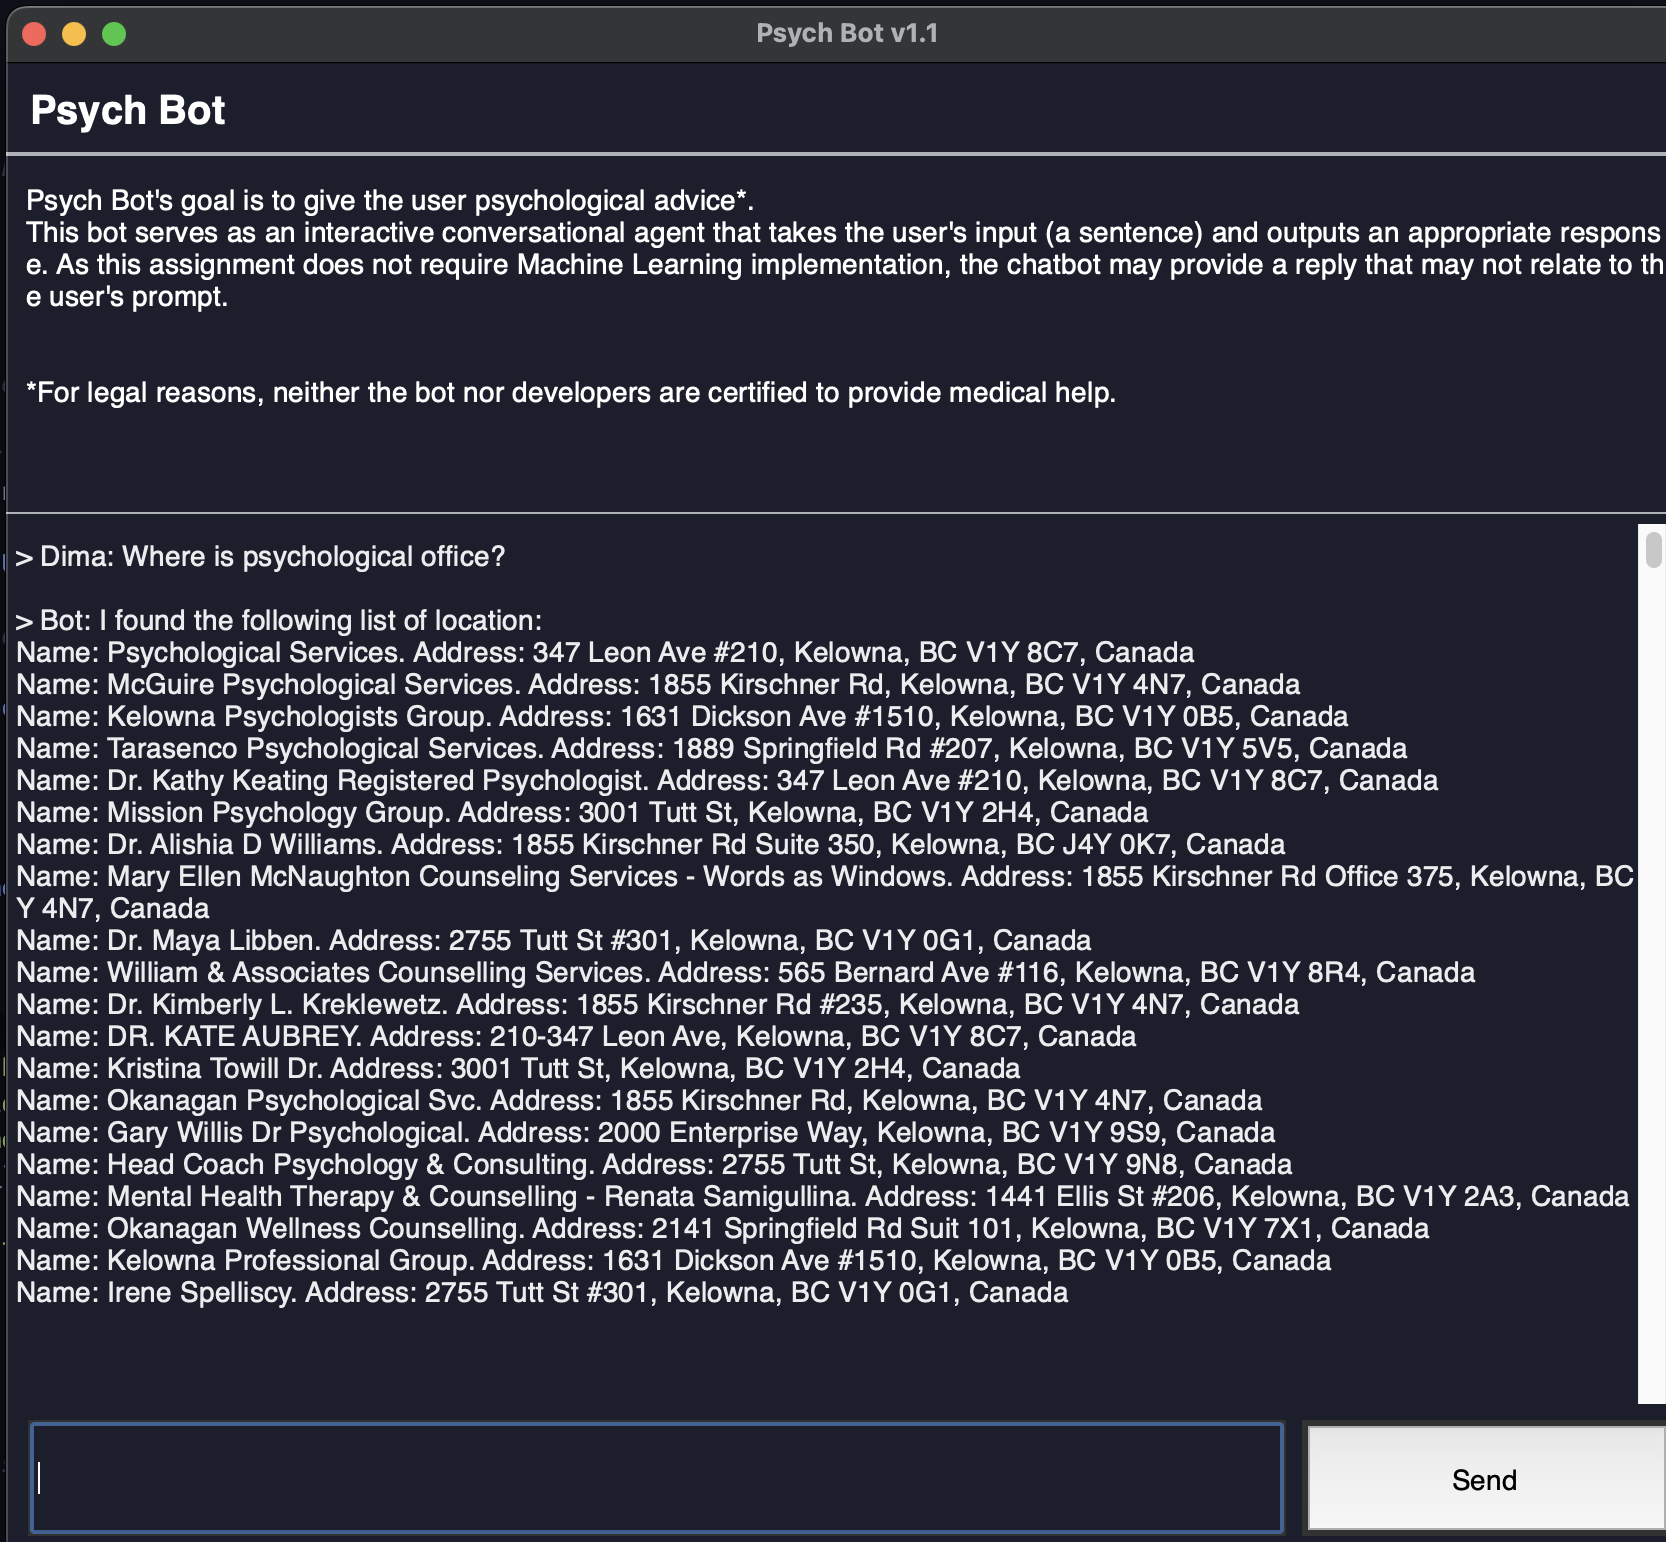 Psych Bot v1.1
Psych Bot
Psych Bot's goal is to give the user psychological advice*.
This bot serves as an interactive conversational agent that takes the user's input (a sentence) and outputs an appropriate respons
e. As this assignment does not require Machine Learning implementation, the chatbot may provide a reply that may not relate to th
e user's prompt.
*For legal reasons, neither the bot nor developers are certified to provide medical help.
> Dima: Where is psychological office?
> Bot: I found the following list of location:
Name: Psychological Services. Address: 347 Leon Ave #210, Kelowna, BC V1Y 8C7, Canada
Name: McGuire Psychological Services. Address: 1855 Kirschner Rd, Kelowna, BC V1Y 4N7, Canada
Name: Kelowna Psychologists Group. Address: 1631 Dickson Ave #1510, Kelowna, BC V1Y 0B5, Canada
Name: Tarasenco Psychological Services. Address: 1889 Springfield Rd #207, Kelowna, BC V1Y 5V5, Canada
Name: Dr. Kathy Keating Registered Psychologist. Address: 347 Leon Ave #210, Kelowna, BC V1Y 8C7, Canada
Name: Mission Psychology Group. Address: 3001 Tutt St, Kelowna, BC V1Y 2H4, Canada
Name: Dr. Alishia D Williams. Address: 1855 Kirschner Rd Suite 350, Kelowna, BC J4Y 0K7, Canada
Name: Mary Ellen McNaughton Counseling Services - Words as Windows. Address: 1855 Kirschner Rd Office 375, Kelowna, BC
Y 4N7, Canada
Name: Dr. Maya Libben. Address: 2755 Tutt St #301, Kelowna, BC V1Y 0G1, Canada
Name: William & Associates Counselling Services. Address: 565 Bernard Ave #116, Kelowna, BC V1Y 8R4, Canada
Name: Dr. Kimberly L. Kreklewetz. Address: 1855 Kirschner Rd #235, Kelowna, BC V1Y 4N7, Canada
Name: DR. KATE AUBREY. Address: 210-347 Leon Ave, Kelowna, BC V1Y 8C7, Canada
Name: Kristina Towill Dr. Address: 3001 Tutt St, Kelowna, BC V1Y 2H4, Canada
Name: Okanagan Psychological Svc. Address: 1855 Kirschner Rd, Kelowna, BC V1Y 4N7, Canada
Name: Gary Willis Dr Psychological. Address: 2000 Enterprise Way, Kelowna, BC V1Y 9S9, Canada
Name: Head Coach Psychology & Consulting. Address: 2755 Tutt St, Kelowna, BC V1Y 9N8, Canada
Name: Mental Health Therapy & Counselling - Renata Samigullina. Address: 1441 Ellis St #206, Kelowna, BC V1Y 2A3, Canada
Name: Okanagan Wellness Counselling. Address: 2141 Springfield Rd Suit 101, Kelowna, BC V1Y 7X1, Canada
Name: Kelowna Professional Group. Address: 1631 Dickson Ave #1510, Kelowna, BC V1Y 0B5, Canada
Name: Irene Spelliscy. Address: 2755 Tutt St #301, Kelowna, BC V1Y 0G1, Canada
Send